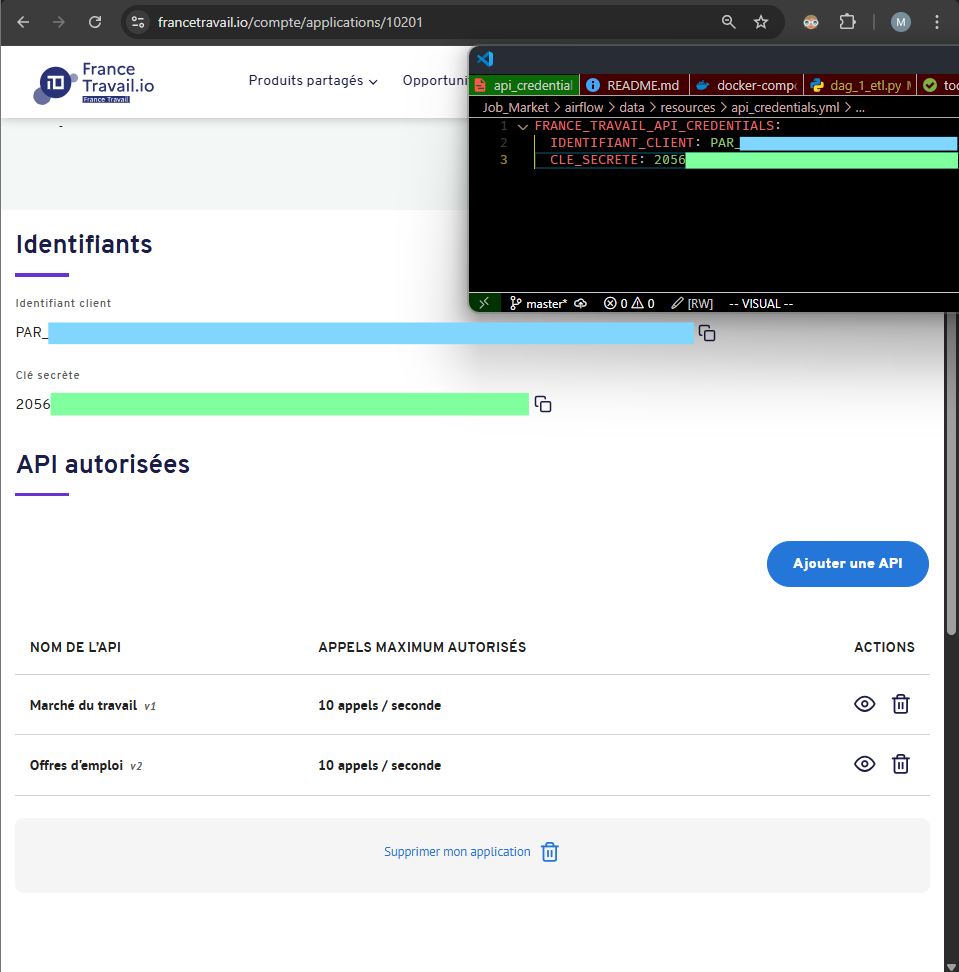 francetravail.io/compte/applications/10201
M
iD
France
Travail.io
France Travail
Produits partagés
Opportuni
api_credential
README.md
docker-compo
dag_1_etl.py
too
Job_Market > airflow > data > resources > api_credentials.yml > ...
1 FRANCE_TRAVAIL_API_CREDENTIALS:
2 IDENTIFIANT_CLIENT: PAR_
3 CLE_SECRETE: 2056
master* 0 0 [RW] -- VISUAL --
Identifiants
Identifiant client
PAR_
Clé secrète
2056
API autorisées
Ajouter une API
NOM DE L'API APPELS MAXIMUM AUTORISÉS ACTIONS
Marché du travail v1 10 appels / seconde
Offres d'emploi v2 10 appels / seconde
Supprimer mon application